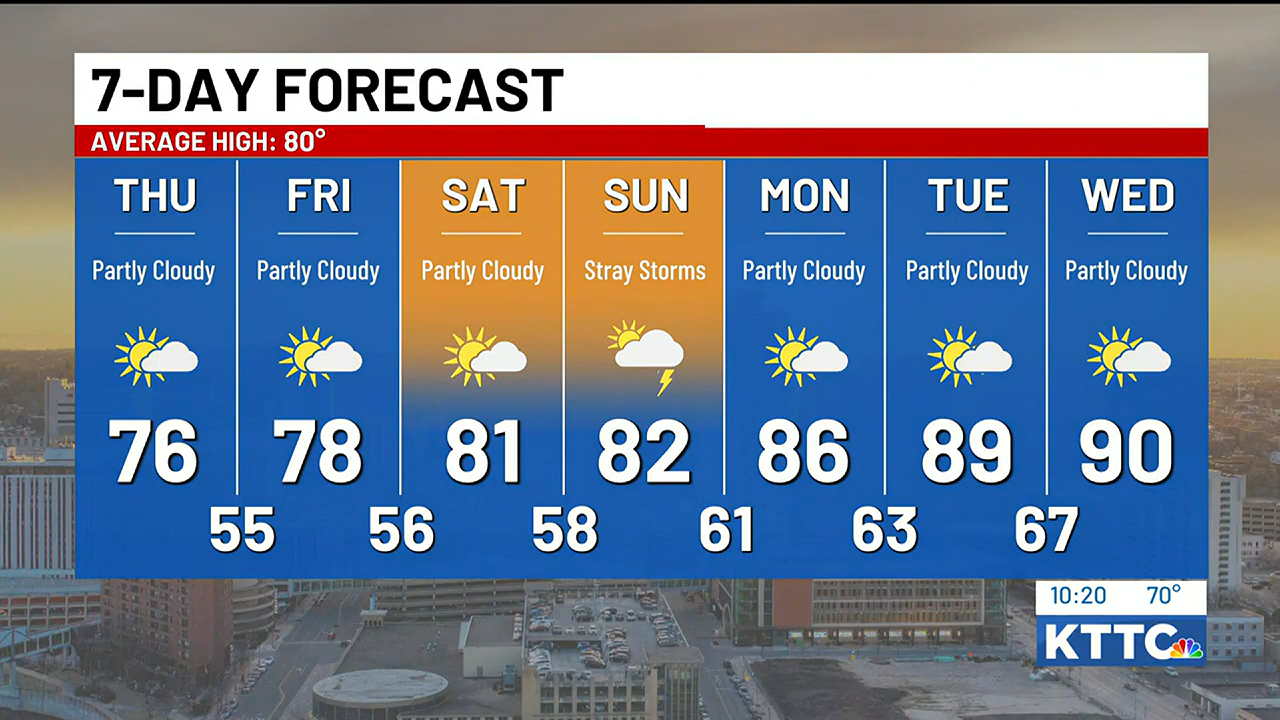 7-DAY FORECAST
AVERAGE HIGH: 80°
THU FRI SAT SUN MON TUE WED
Partly Cloudy Partly Cloudy Partly Cloudy Stray Storms Partly Cloudy Partly Cloudy Partly Cloudy
76 78 81 82 86 89 90
55 56 58 61 63 67
10:20 70°
KTTC